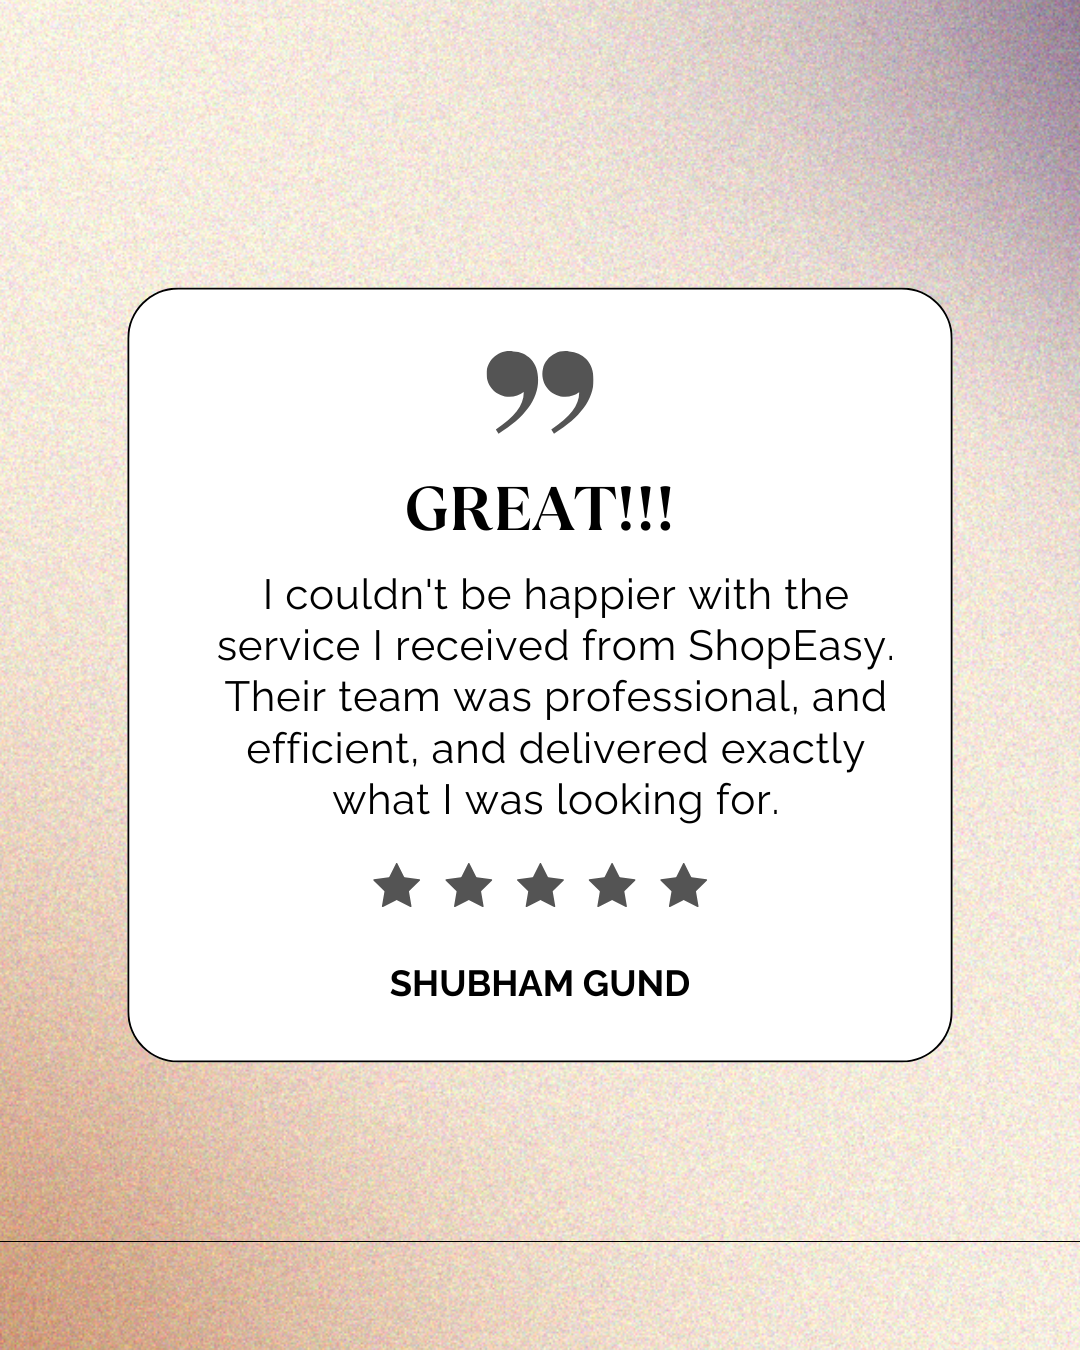 ”
GREAT!!!
I couldn't be happier with the
service I received from ShopEasy.
Their team was professional, and
efficient, and delivered exactly
what I was looking for.
SHUBHAM GUND